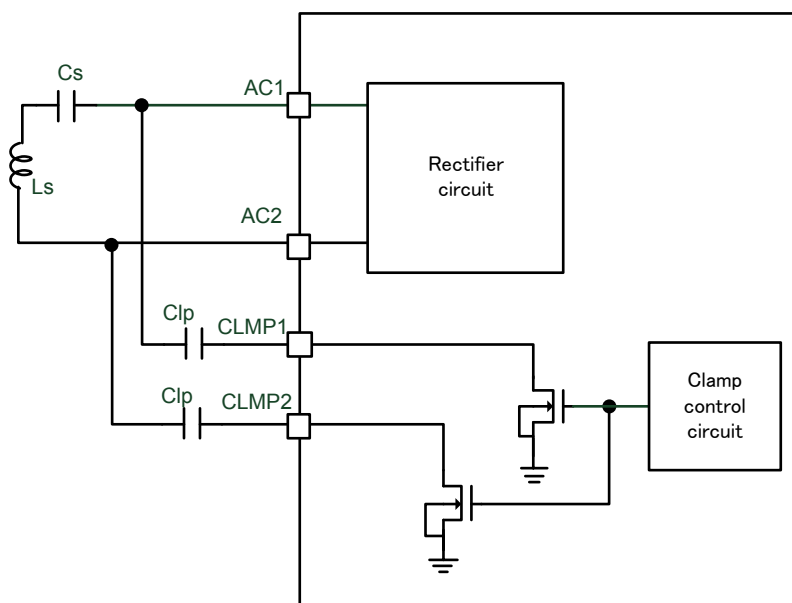 Cs
AC1
Ls
Rectifier
circuit
AC2
Clp
CLMP1
Clp
CLMP2
Clamp
control
circuit